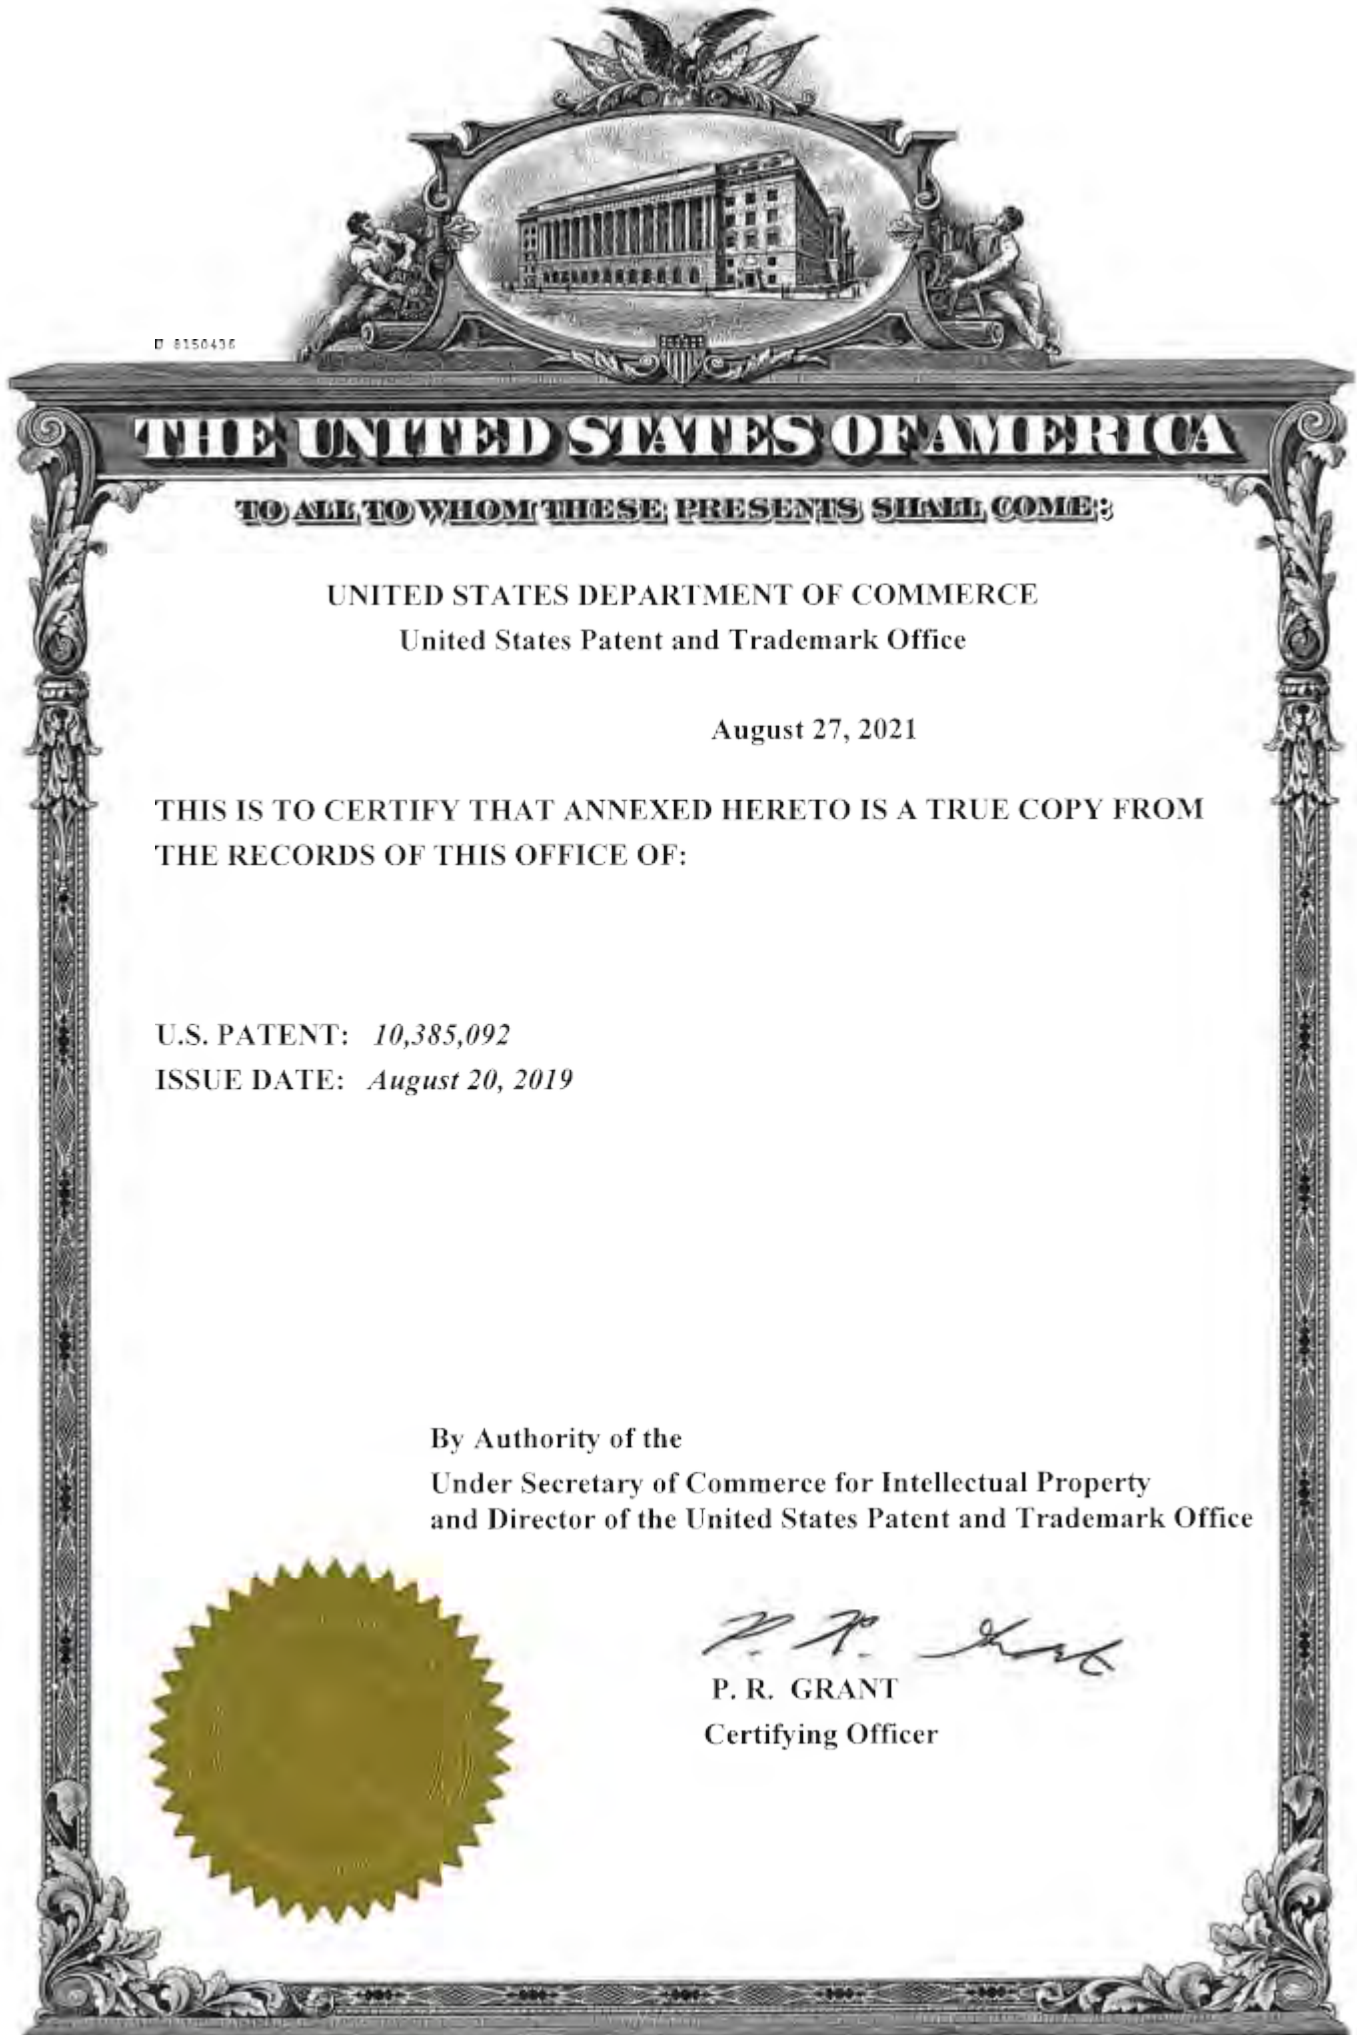 U 8150436
THE UNITED STATES OF AMERICA
TO ALL TO WHOM THESE PRESENTS SHALL COME:
UNITED STATES DEPARTMENT OF COMMERCE
United States Patent and Trademark Office
August 27, 2021
THIS IS TO CERTIFY THAT ANNEXED HERETO IS A TRUE COPY FROM
THE RECORDS OF THIS OFFICE OF:
U.S. PATENT: 10,385,092
ISSUE DATE: August 20, 2019
By Authority of the
Under Secretary of Commerce for Intellectual Property
and Director of the United States Patent and Trademark Office
P. R. Grant
P. R. GRANT
Certifying Officer